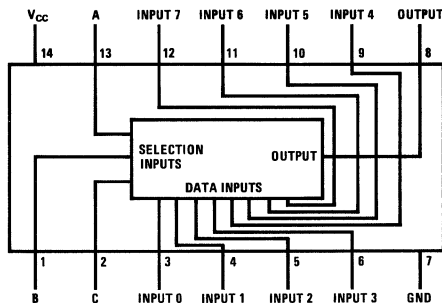 VCC A INPUT 7 INPUT 6 INPUT 5 INPUT 4 OUTPUT
14 13 12 11 10 9 8
SELECTION
INPUTS
OUTPUT
DATA INPUTS
1 2 3 4 5 6 7
B C INPUT 0 INPUT 1 INPUT 2 INPUT 3 GND